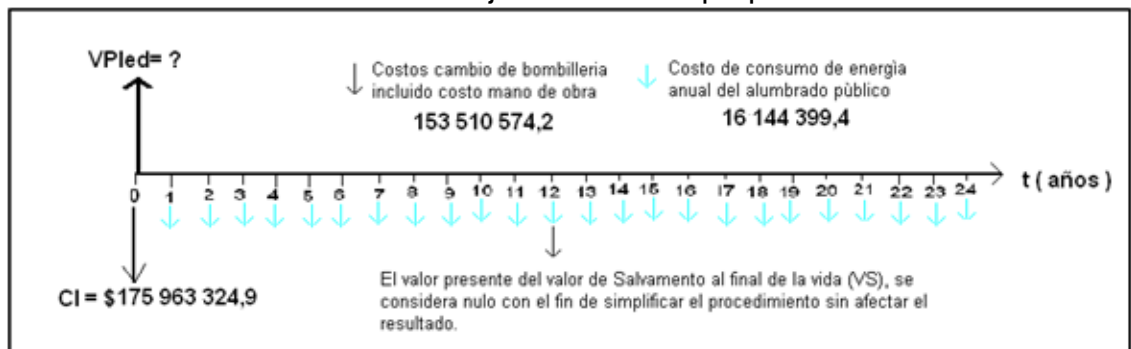 VPled= ?
Costos cambio de bombilleria
incluido costo mano de obra
153 510 574,2
Costo de consumo de energìa
anual del alumbrado pùblico
16 144 399,4
0 1 2 3 4 5 6 7 8 9 10 11 12 13 14 15 16 17 18 19 20 21 22 23 24
t ( años )
CI = $175 963 324,9
El valor presente del valor de Salvamento al final de la vida (VS), se
considera nulo con el fin de simplificar el procedimiento sin afectar el
resultado.